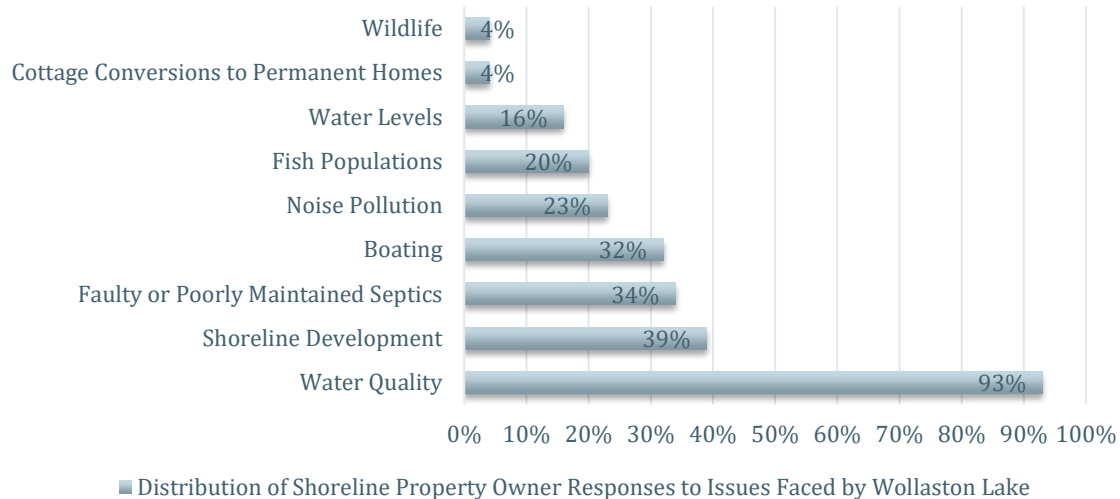 Wildlife 4%
Cottage Conversions to Permanent Homes 4%
Water Levels 16%
Fish Populations 20%
Noise Pollution 23%
Boating 32%
Faulty or Poorly Maintained Septics 34%
Shoreline Development 39%
Water Quality 93%
0% 10% 20% 30% 40% 50% 60% 70% 80% 90% 100%
Distribution of Shoreline Property Owner Responses to Issues Faced by Wollaston Lake